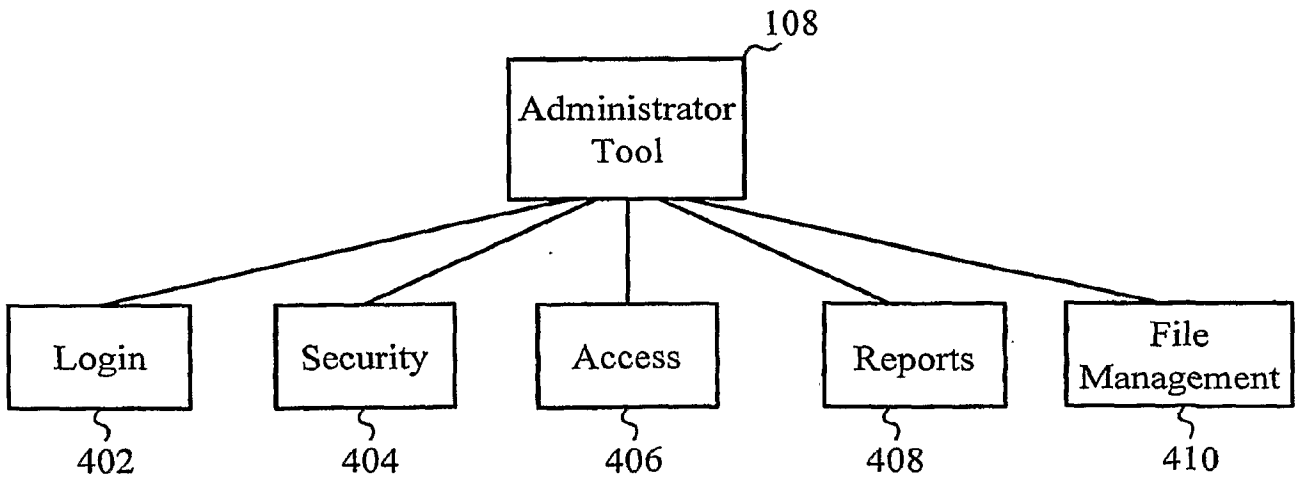 108
Administrator
Tool
Login
Security
Access
Reports
File
Management
402
404
406
408
410